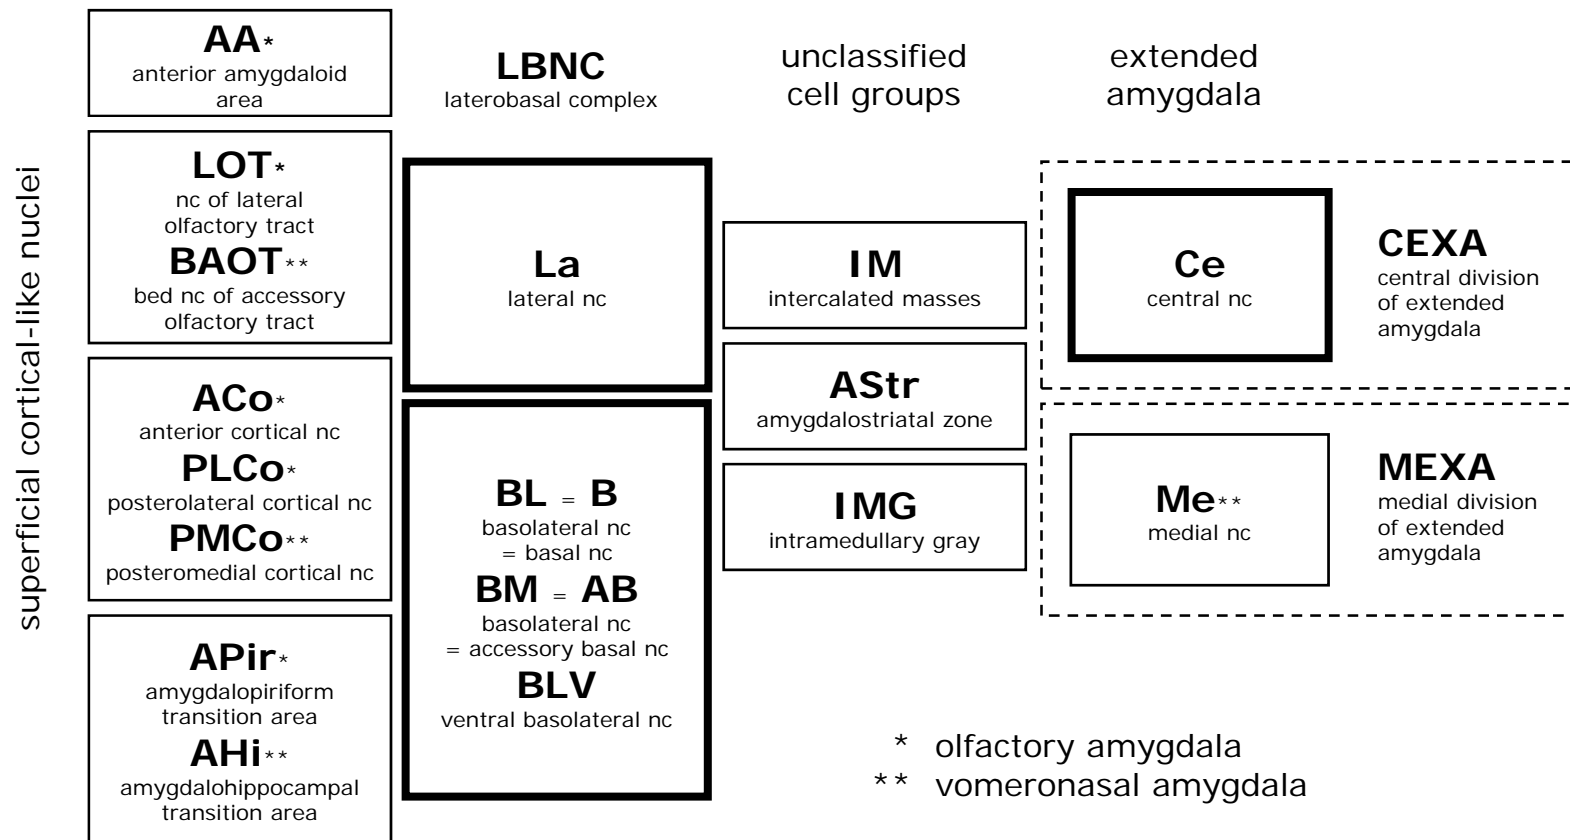 superficial cortical-like nuclei
AA*
anterior amygdaloid
area
LOT*
nc of lateral
olfactory tract
BAOT**
bed nc of accessory
olfactory tract
ACo*
anterior cortical nc
PLCo*
posterolateral cortical nc
PMCo**
posteromedial cortical nc
APir*
amygdalopiriform
transition area
AHi**
amygdalohippocampal
transition area
LBNC
laterobasal complex
La
lateral nc
BL = B
basolateral nc
= basal nc
BM = AB
basolateral nc
= accessory basal nc
BLV
ventral basolateral nc
unclassified
cell groups
IM
intercalated masses
AStr
amygdalostriatal zone
IMG
intramedullary gray
extended
amygdala
Ce
central nc
CEXA
central division
of extended
amygdala
Me**
medial nc
MEXA
medial division
of extended
amygdala
* olfactory amygdala
** vomeronasal amygdala